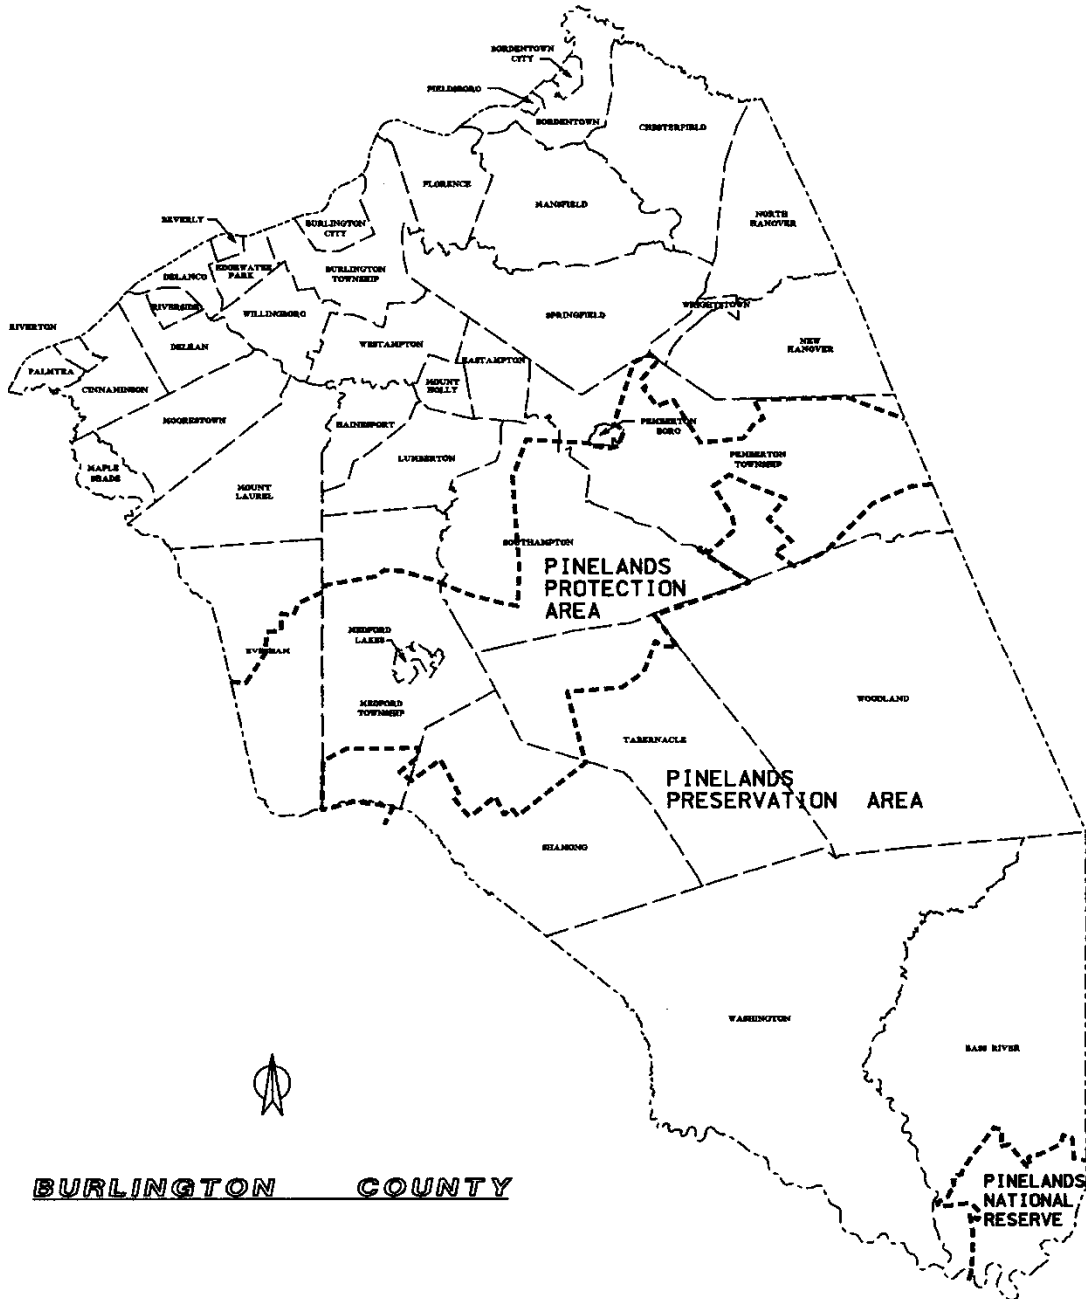 BORDENTOWN
CITY
FIELDSBORO
BORDENTOWN
CHESTERFIELD
FLORENCE
MANSFIELD
NORTH
HANOVER
BEVERLY
BURLINGTON
CITY
EDGEWATER
PARK
DELANCO
BURLINGTON
TOWNSHIP
RIVERSIDE
WILLINGBORO
SPRINGFIELD
WRIGHTSTOWN
RIVERTON
DELRAN
WESTAMPTON
NEW
HANOVER
EASTAMPTON
PALMYRA
CINNAMINSON
MOUNT
HOLLY
MOORESTOWN
HAINESPORT
PEMBERTON
BORO
LUMBERTON
PEMBERTON
TOWNSHIP
MAPLE
SHADE
MOUNT
LAUREL
SOUTHAMPTON
PINELANDS
PROTECTION
AREA
MEDFORD
LAKES
EVESHAM
MEDFORD
TOWNSHIP
WOODLAND
TABERNACLE
PINELANDS
PRESERVATION AREA
SHAMONG
WASHINGTON
BASS RIVER
PINELANDS
NATIONAL
RESERVE
BURLINGTON COUNTY